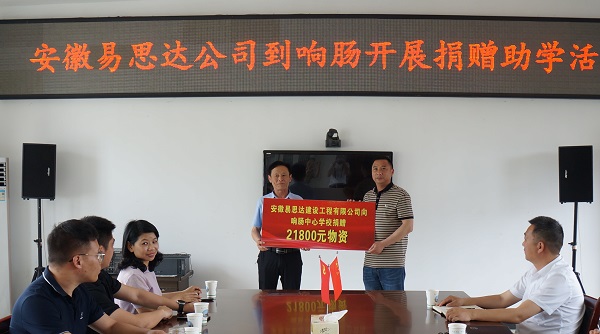 安徽易思达公司到响肠开展捐赠助学活
安徽易思达建设工程有限公司向
响肠中心学校捐赠
21800元物资